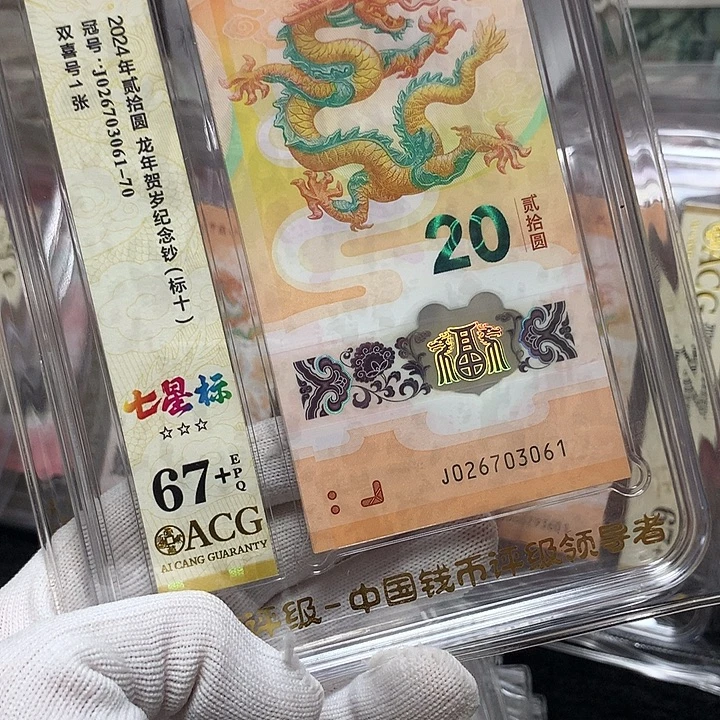 2024年贰拾圆 龙年贺岁纪念钞(标十)
冠号:J026703061-70
双喜号1张
七星标
☆☆☆
67+
EPQ
ACG
AI CANG GUARANTY
20
贰拾圆
福
J026703061
评级-中国钱币评级领导者
ACG